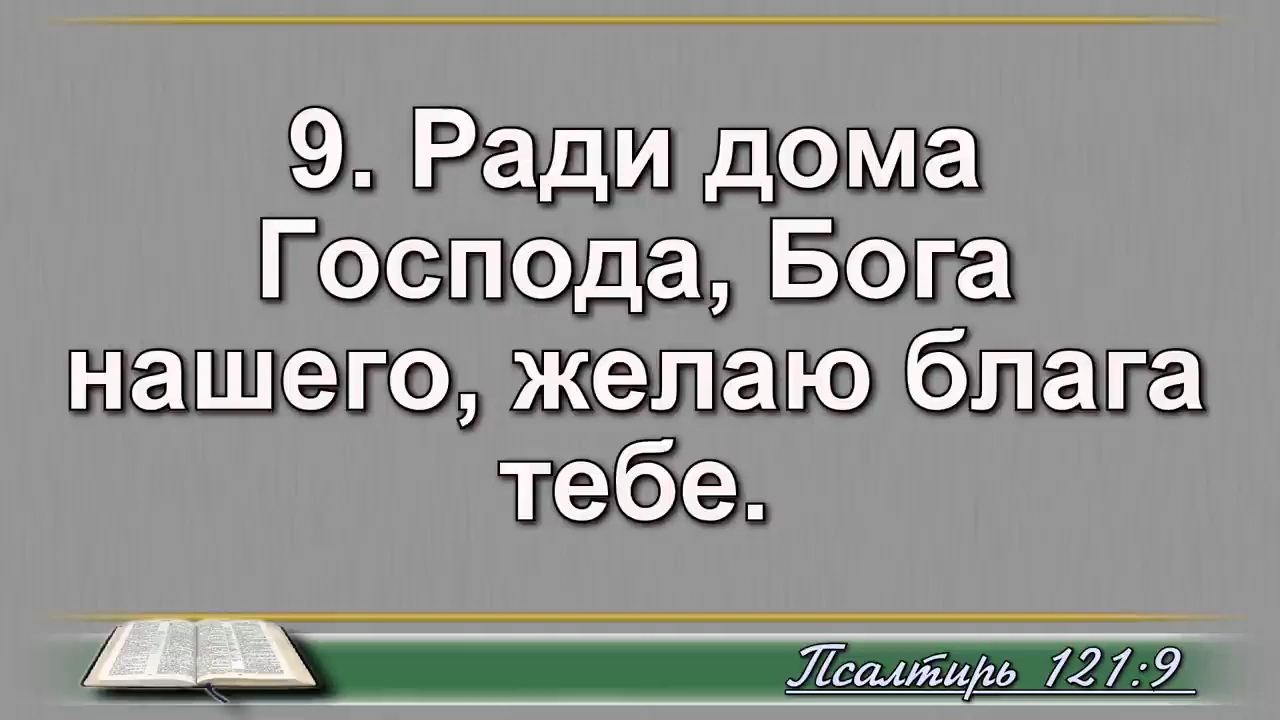 9. Ради дома
Господа, Бога
нашего, желаю блага
тебе.
Псалтирь 121:9